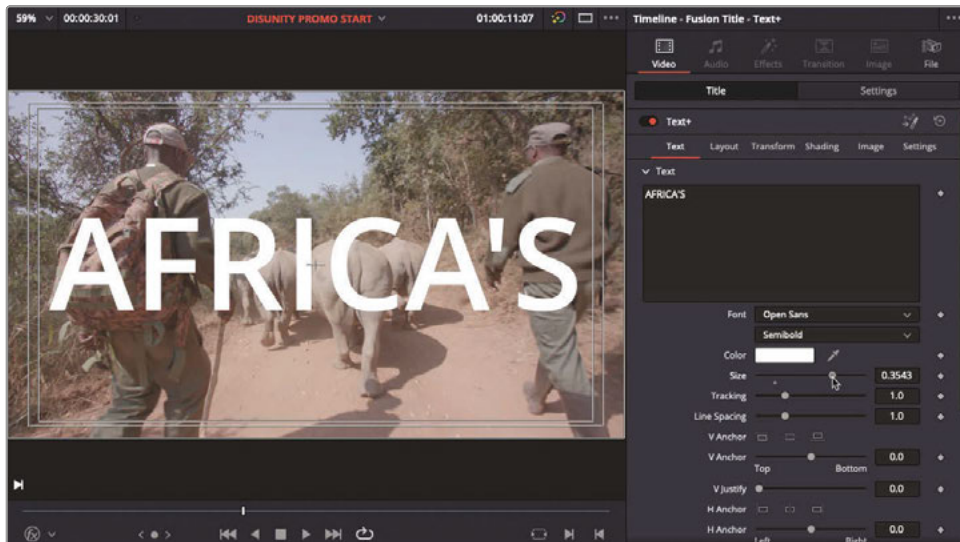 59% 00:00:30:01 DISUNITY PROMO START 01:00:11:07 Timeline - Fusion Title - Text+
Video Audio Effects Transition Image File
Title Settings
Text+
Text Layout Transform Shading Image Settings
Text
AFRICA'S
AFRICA'S
Font Open Sans
Semibold
Color
Size 0.3543
Tracking 1.0
Line Spacing 1.0
V Anchor
V Anchor 0.0
Top Bottom
V Justify 0.0
H Anchor
H Anchor 0.0
Left Right
fx